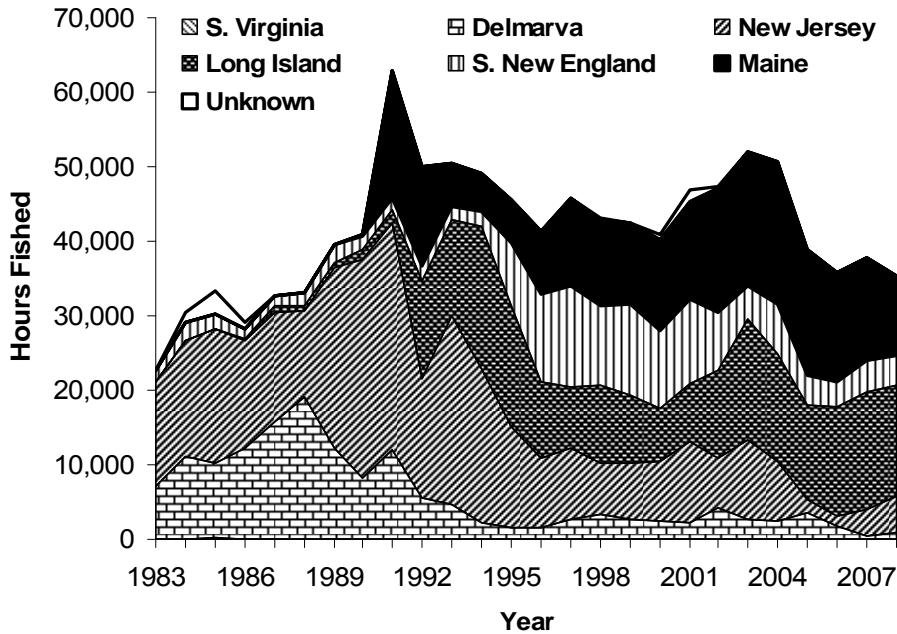 70,000
60,000
50,000
40,000
30,000
20,000
10,000
0
Hours Fished
S. Virginia Delmarva New Jersey
Long Island S. New England Maine
Unknown
1983 1986 1989 1992 1995 1998 2001 2004 2007
Year